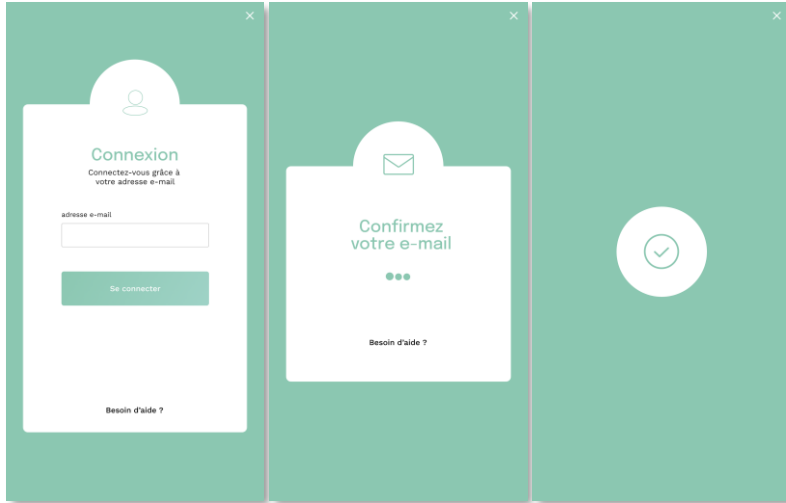 Connexion
Connectez-vous grâce à
votre adresse e-mail
adresse e-mail
Se connecter
Besoin d'aide ?
Confirmez
votre e-mail
Besoin d'aide ?